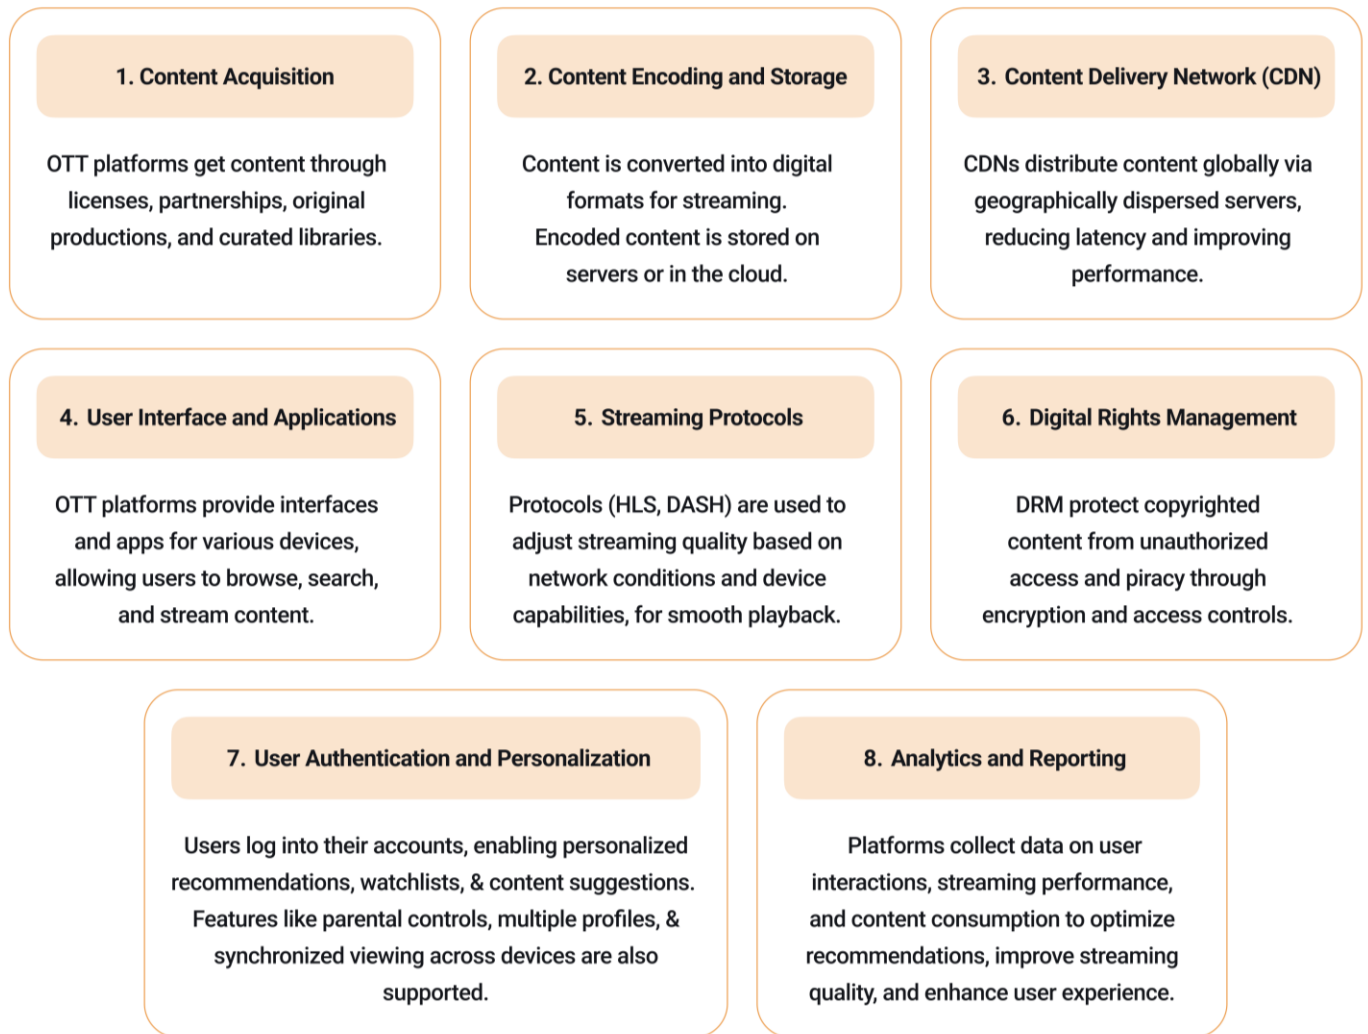 1. Content Acquisition
OTT platforms get content through
licenses, partnerships, original
productions, and curated libraries.
2. Content Encoding and Storage
Content is converted into digital
formats for streaming.
Encoded content is stored on
servers or in the cloud.
3. Content Delivery Network (CDN)
CDNs distribute content globally via
geographically dispersed servers,
reducing latency and improving
performance.
4. User Interface and Applications
OTT platforms provide interfaces
and apps for various devices,
allowing users to browse, search,
and stream content.
5. Streaming Protocols
Protocols (HLS, DASH) are used to
adjust streaming quality based on
network conditions and device
capabilities, for smooth playback.
6. Digital Rights Management
DRM protect copyrighted
content from unauthorized
access and piracy through
encryption and access controls.
7. User Authentication and Personalization
Users log into their accounts, enabling personalized
recommendations, watchlists, & content suggestions.
Features like parental controls, multiple profiles, &
synchronized viewing across devices are also
supported.
8. Analytics and Reporting
Platforms collect data on user
interactions, streaming performance,
and content consumption to optimize
recommendations, improve streaming
quality, and enhance user experience.